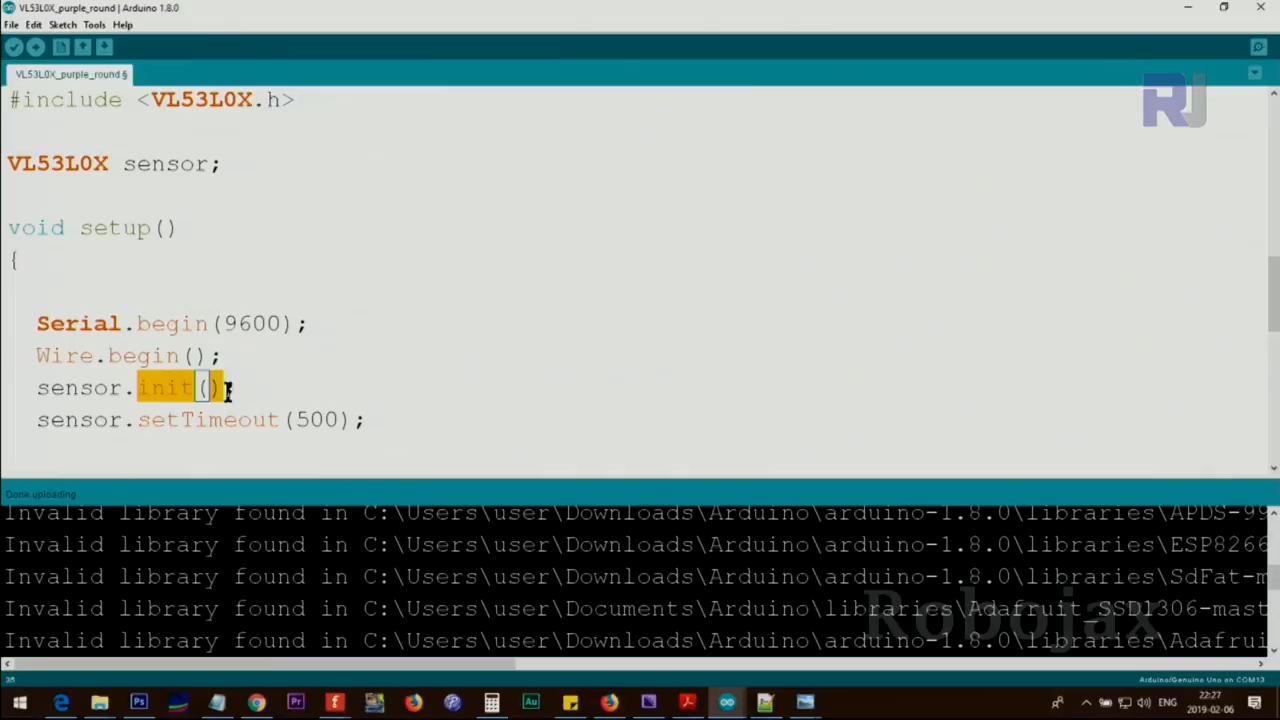 VL53L0X_purple_round | Arduino 1.8.0
File Edit Sketch Tools Help
VL53L0X_purple_round §
#include <VL53L0X.h>
RJ
VL53L0X sensor;
void setup()
{
Serial.begin(9600);
Wire.begin();
sensor.init();
sensor.setTimeout(500);
Done uploading
Invalid library found in C:\Users\user\Downloads\Arduino\arduino-1.8.0\libraries\APDS-99
Invalid library found in C:\Users\user\Downloads\Arduino\arduino-1.8.0\libraries\ESP8266
Invalid library found in C:\Users\user\Downloads\Arduino\arduino-1.8.0\libraries\SdFat-m
Invalid library found in C:\Users\user\Documents\Arduino\libraries\Adafruit_SSD1306-mast
Invalid library found in C:\Users\user\Downloads\Arduino\arduino-1.8.0\libraries\Adafrui
Robojax
Arduino/Genuino Uno on COM13
Ps
Pr
f
Au
ENG
22:27
2019-02-06